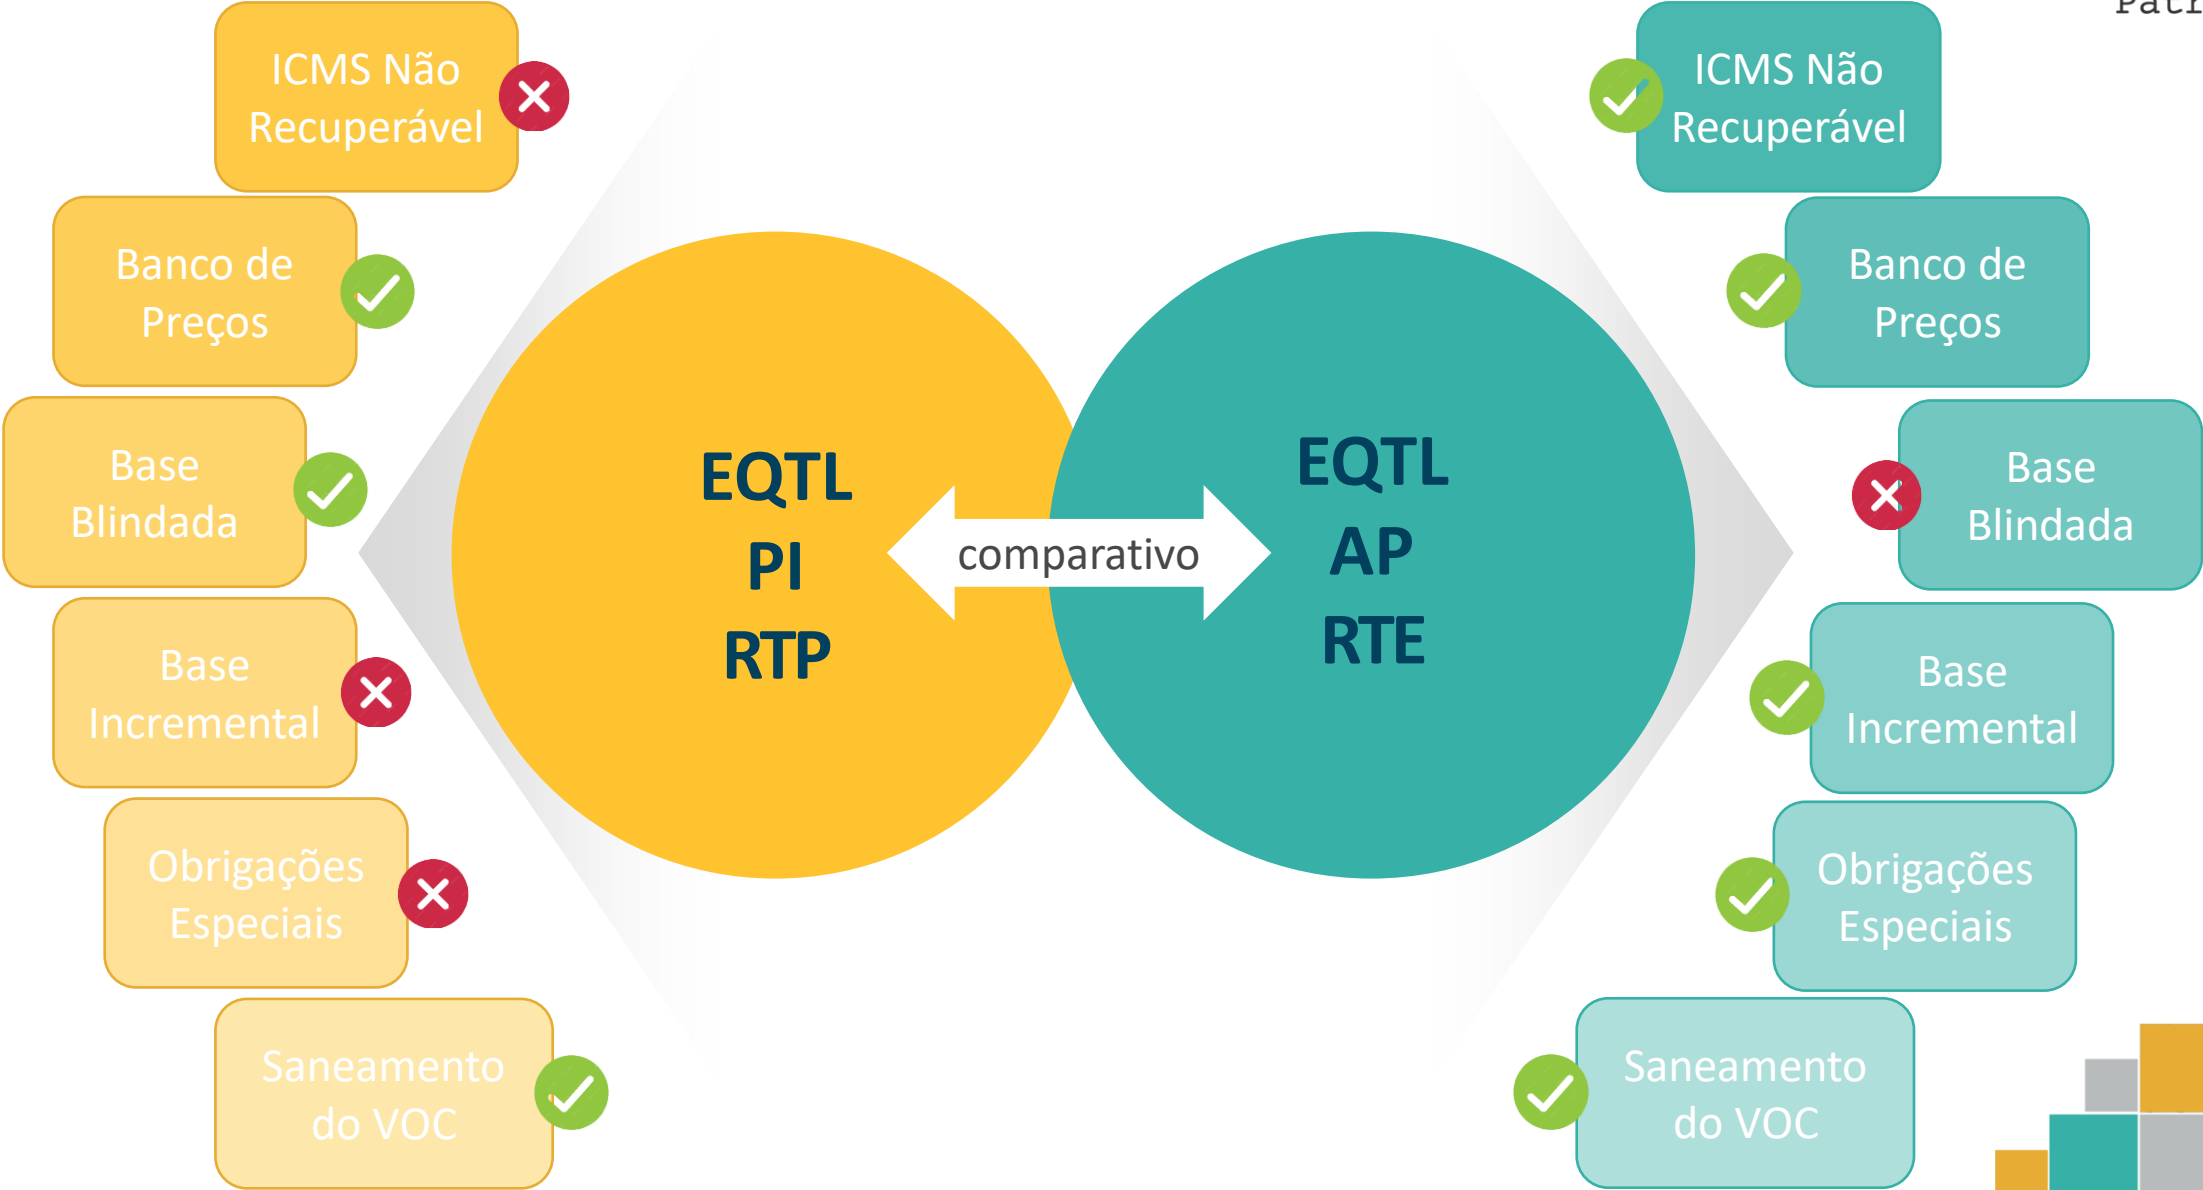 ICMS Não
Recuperável
Banco de
Preços
Base
Blindada
Base
Incremental
Obrigações
Especiais
Saneamento
do VOC
EQTL
PI
RTP
comparativo
EQTL
AP
RTE
ICMS Não
Recuperável
Banco de
Preços
Base
Blindada
Base
Incremental
Obrigações
Especiais
Saneamento
do VOC